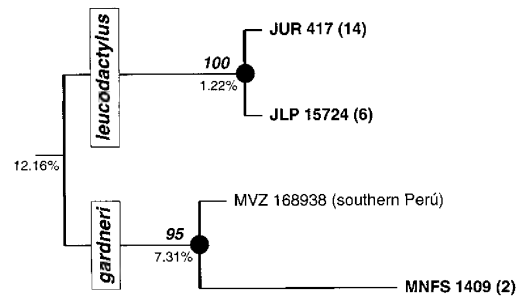 JUR 417 (14)
leucodactylus
100
1.22%
JLP 15724 (6)
12.16%
gardneri
MVZ 168938 (southern Perú)
95
7.31%
MNFS 1409 (2)